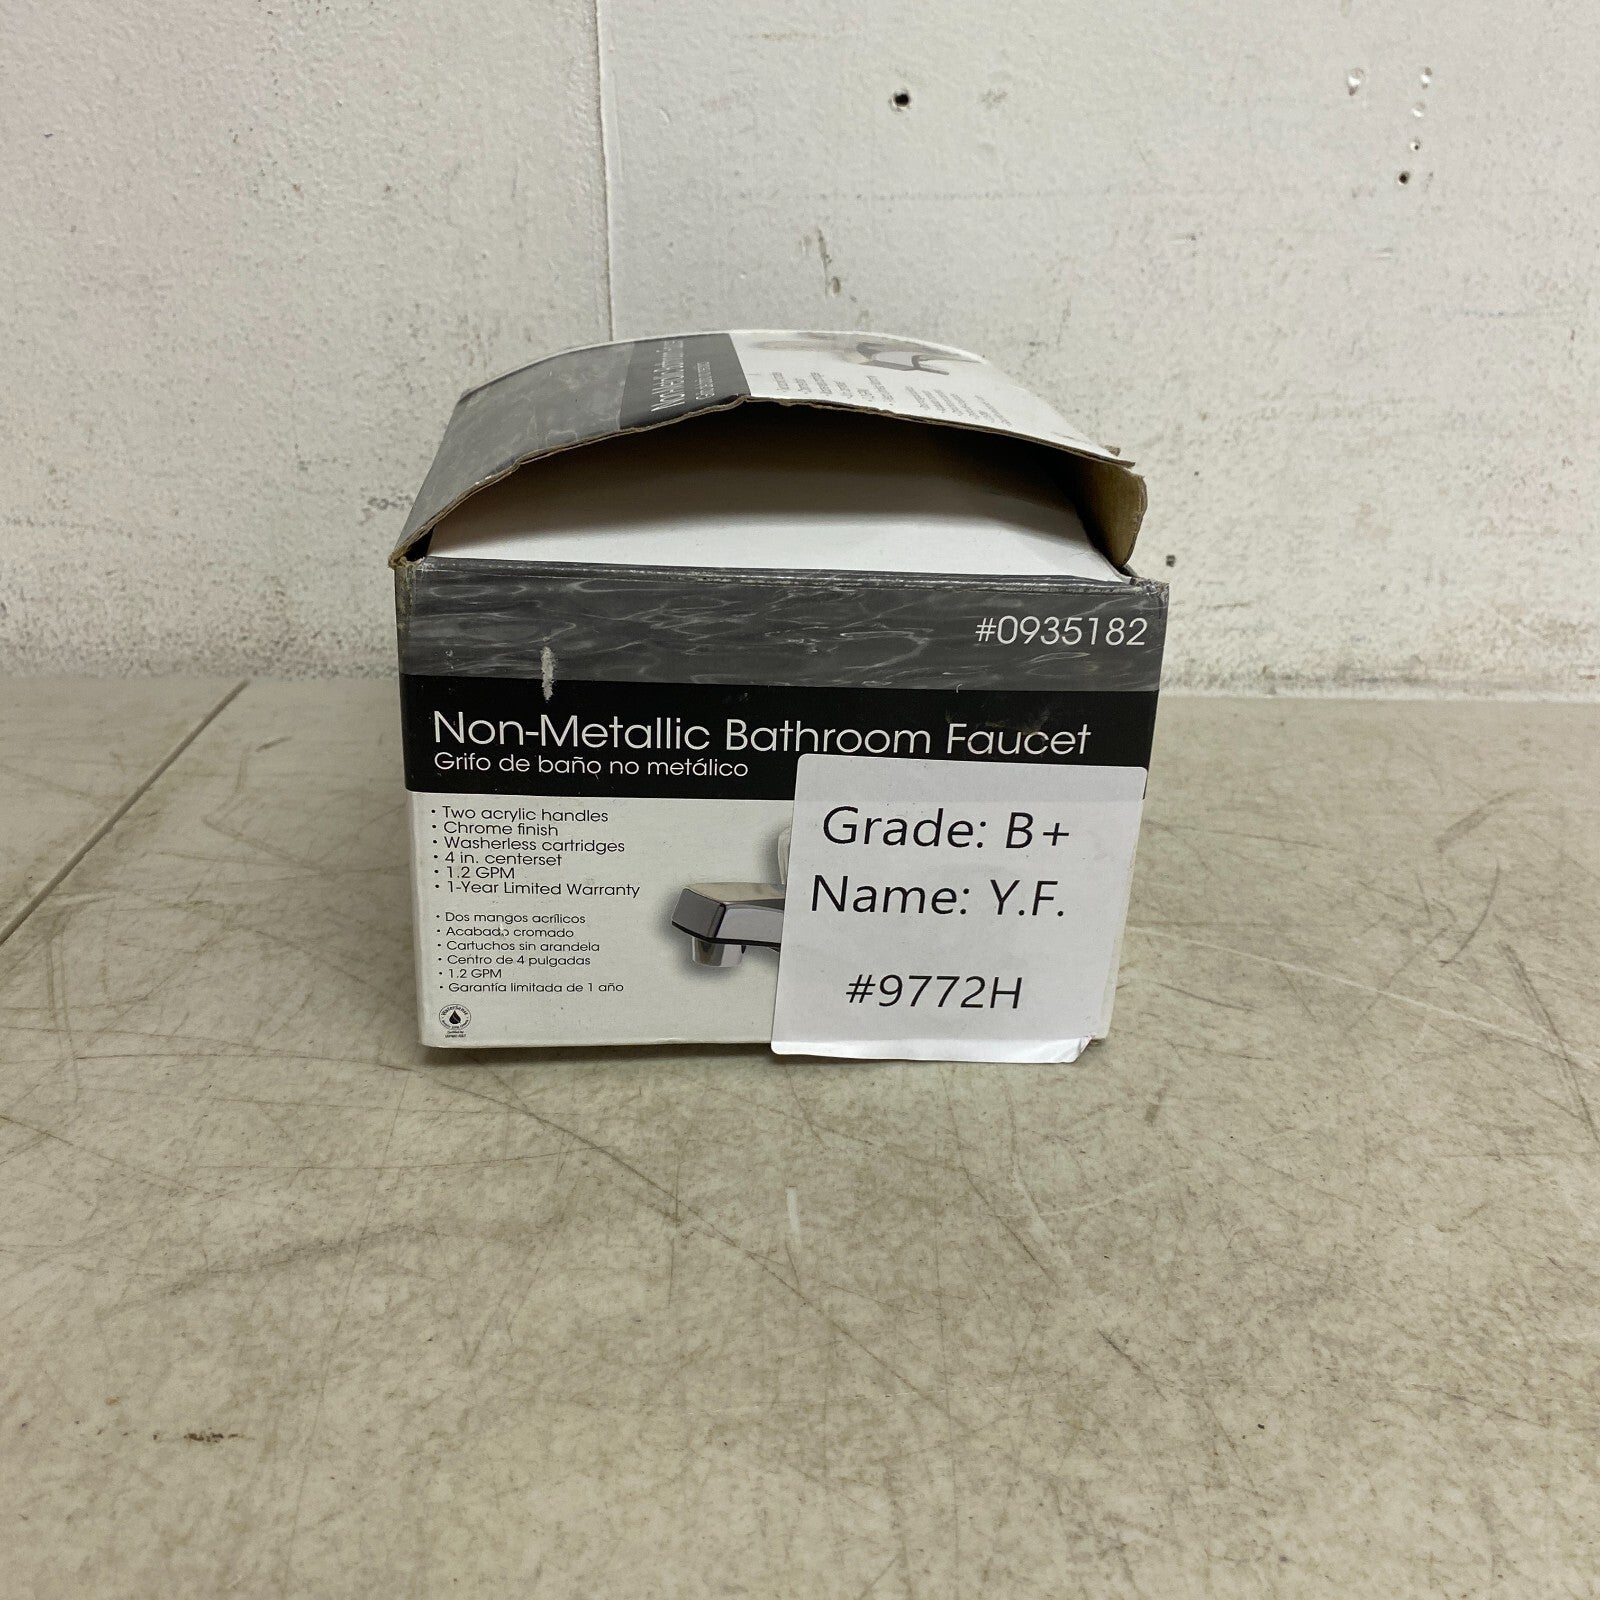 #0935182
Non-Metallic Bathroom Faucet
Grifo de baño no metálico
• Two acrylic handles
• Chrome finish
• Washerless cartridges
• 4 in. centerset
• 1.2 GPM
• 1-Year Limited Warranty
• Dos mangos acrílicos
• Acabado cromado
• Cartuchos sin arandela
• Centro de 4 pulgadas
• 1.2 GPM
• Garantía limitada de 1 año
WaterSense
Grade: B+
Name: Y.F.
#9772H